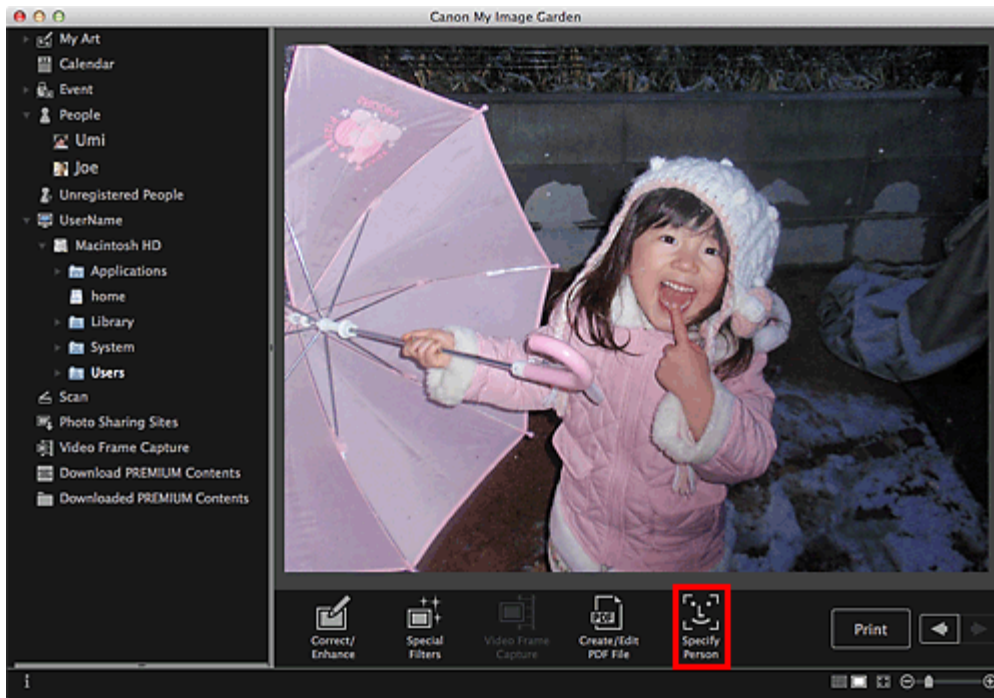 Canon My Image Garden
My Art
Calendar
Event
People
Umi
Joe
Unregistered People
UserName
Macintosh HD
Applications
home
Library
System
Users
Scan
Photo Sharing Sites
Video Frame Capture
Download PREMIUM Contents
Downloaded PREMIUM Contents
Correct/
Enhance
Special
Filters
Video Frame
Capture
Create/Edit
PDF File
PDF
Specify
Person
Print